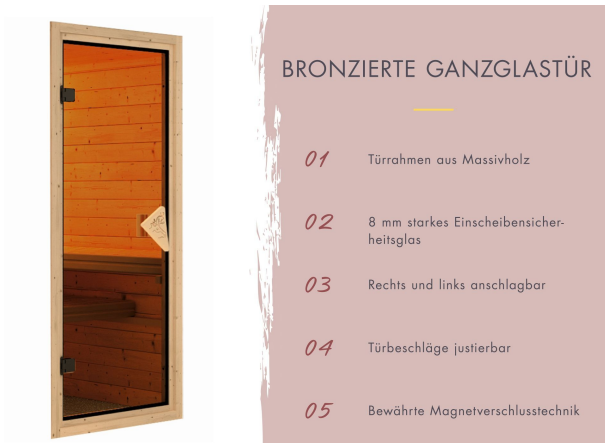 BRONZIERTE GANZGLASTÜR
01 Türrahmen aus Massivholz
02 8 mm starkes Einscheibensicher-
heitsglas
03 Rechts und links anschlagbar
04 Türbeschläge justierbar
05 Bewährte Magnetverschlusstechnik